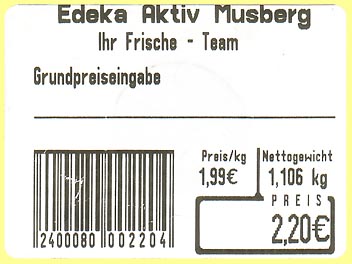 Edeka Aktiv Musberg
Ihr Frische - Team
Grundpreiseingabe
Preis/kg Nettogewicht
1,99€ 1,106 kg
PREIS
2,20€
2400080 002204